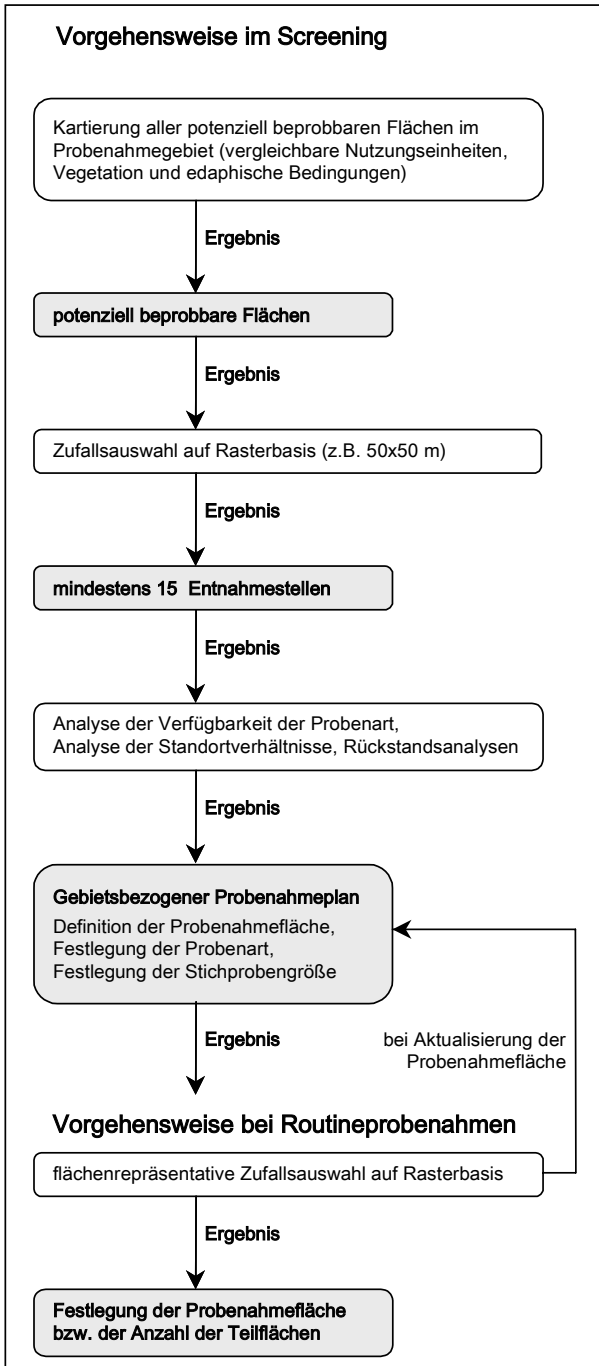 Vorgehensweise im Screening
Kartierung aller potenziell beprobbaren Flächen im
Probenahmegebiet (vergleichbare Nutzungseinheiten,
Vegetation und edaphische Bedingungen)
Ergebnis
potenziell beprobbare Flächen
Ergebnis
Zufallsauswahl auf Rasterbasis (z.B. 50x50 m)
Ergebnis
mindestens 15 Entnahmestellen
Ergebnis
Analyse der Verfügbarkeit der Probenart,
Analyse der Standortverhältnisse, Rückstandsanalysen
Ergebnis
Gebietsbezogener Probenahmeplan
Definition der Probenahmefläche,
Festlegung der Probenart,
Festlegung der Stichprobengröße
Ergebnis
bei Aktualisierung der
Probenahmefläche
Vorgehensweise bei Routineprobenahmen
flächenrepräsentative Zufallsauswahl auf Rasterbasis
Ergebnis
Festlegung der Probenahmefläche
bzw. der Anzahl der Teilflächen